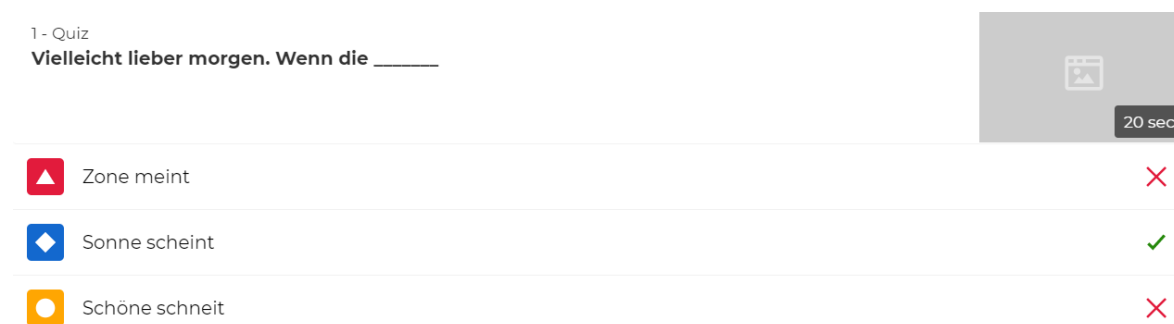 1 - Quiz
Vielleicht lieber morgen. Wenn die _______
20 sec
Zone meint
Sonne scheint
Schöne schneit